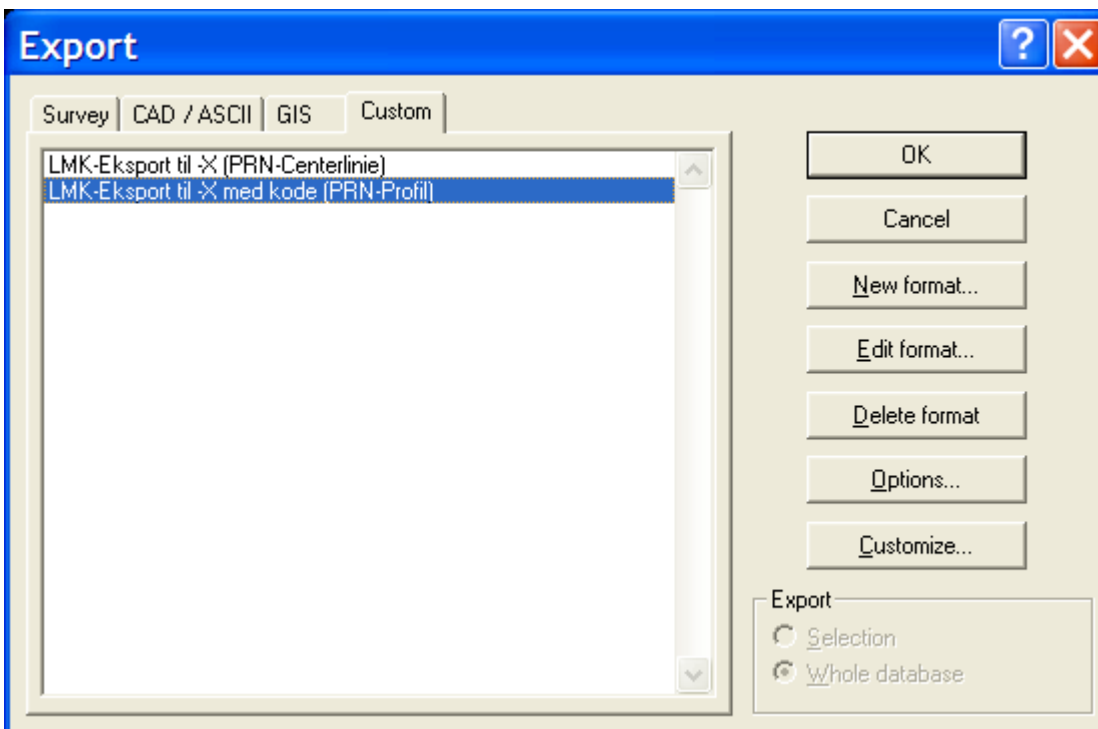 Export
Survey CAD / ASCII GIS Custom
LMK-Eksport til -X (PRN-Centerlinie)
LMK-Eksport til -X med kode (PRN-Profil)
OK
Cancel
New format...
Edit format...
Delete format
Options...
Customize...
Export
Selection
Whole database